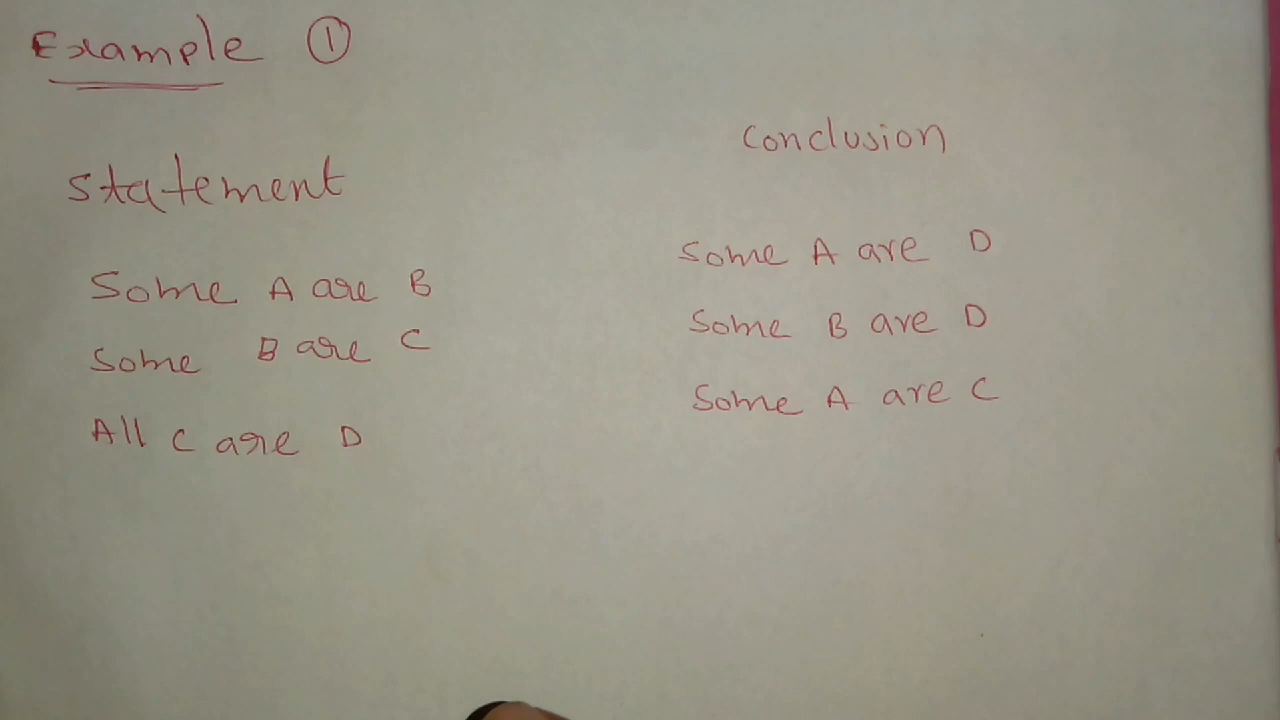 Example ①
Statement
Some A are B
Some B are C
All C are D
Conclusion
Some A are D
Some B are D
Some A are C